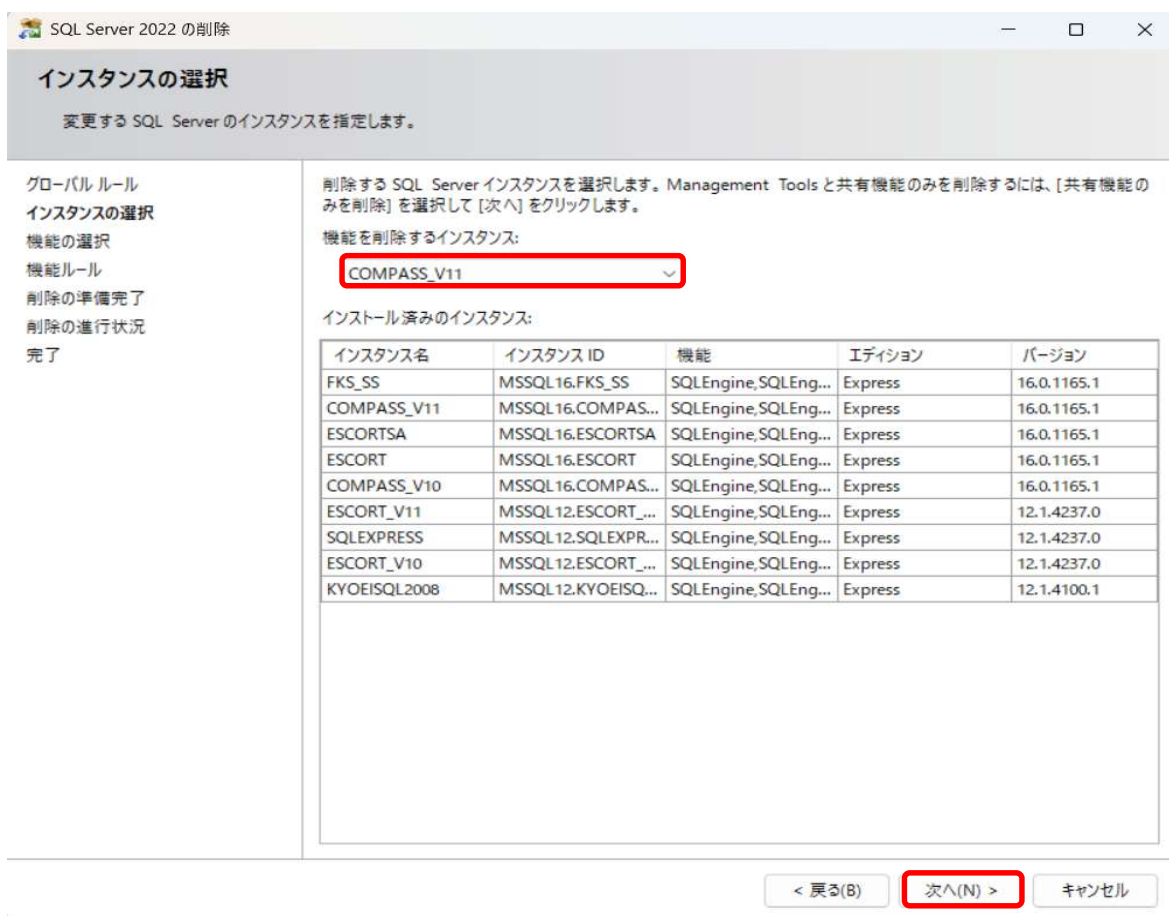 SQL Server 2022 の削除
インスタンスの選択
変更する SQL Server のインスタンスを指定します。
グローバル ルール
インスタンスの選択
機能の選択
機能ルール
削除の準備完了
削除の進行状況
完了
削除する SQL Server インスタンスを選択します。Management Tools と共有機能のみを削除するには、[共有機能の
みを削除] を選択して [次へ] をクリックします。
機能を削除するインスタンス:
COMPASS_V11
インストール済みのインスタンス:
インスタンス名 インスタンス ID 機能 エディション バージョン
FKS_SS MSSQL16.FKS_SS SQLEngine,SQLEng... Express 16.0.1165.1
COMPASS_V11 MSSQL16.COMPAS... SQLEngine,SQLEng... Express 16.0.1165.1
ESCORTSA MSSQL16.ESCORTSA SQLEngine,SQLEng... Express 16.0.1165.1
ESCORT MSSQL16.ESCORT SQLEngine,SQLEng... Express 16.0.1165.1
COMPASS_V10 MSSQL16.COMPAS... SQLEngine,SQLEng... Express 16.0.1165.1
ESCORT_V11 MSSQL12.ESCORT_... SQLEngine,SQLEng... Express 12.1.4237.0
SQLEXPRESS MSSQL12.SQLEXPR... SQLEngine,SQLEng... Express 12.1.4237.0
ESCORT_V10 MSSQL12.ESCORT_... SQLEngine,SQLEng... Express 12.1.4237.0
KYOEISQL2008 MSSQL12.KYOEISQ... SQLEngine,SQLEng... Express 12.1.4100.1
< 戻る(B) 次へ(N) > キャンセル